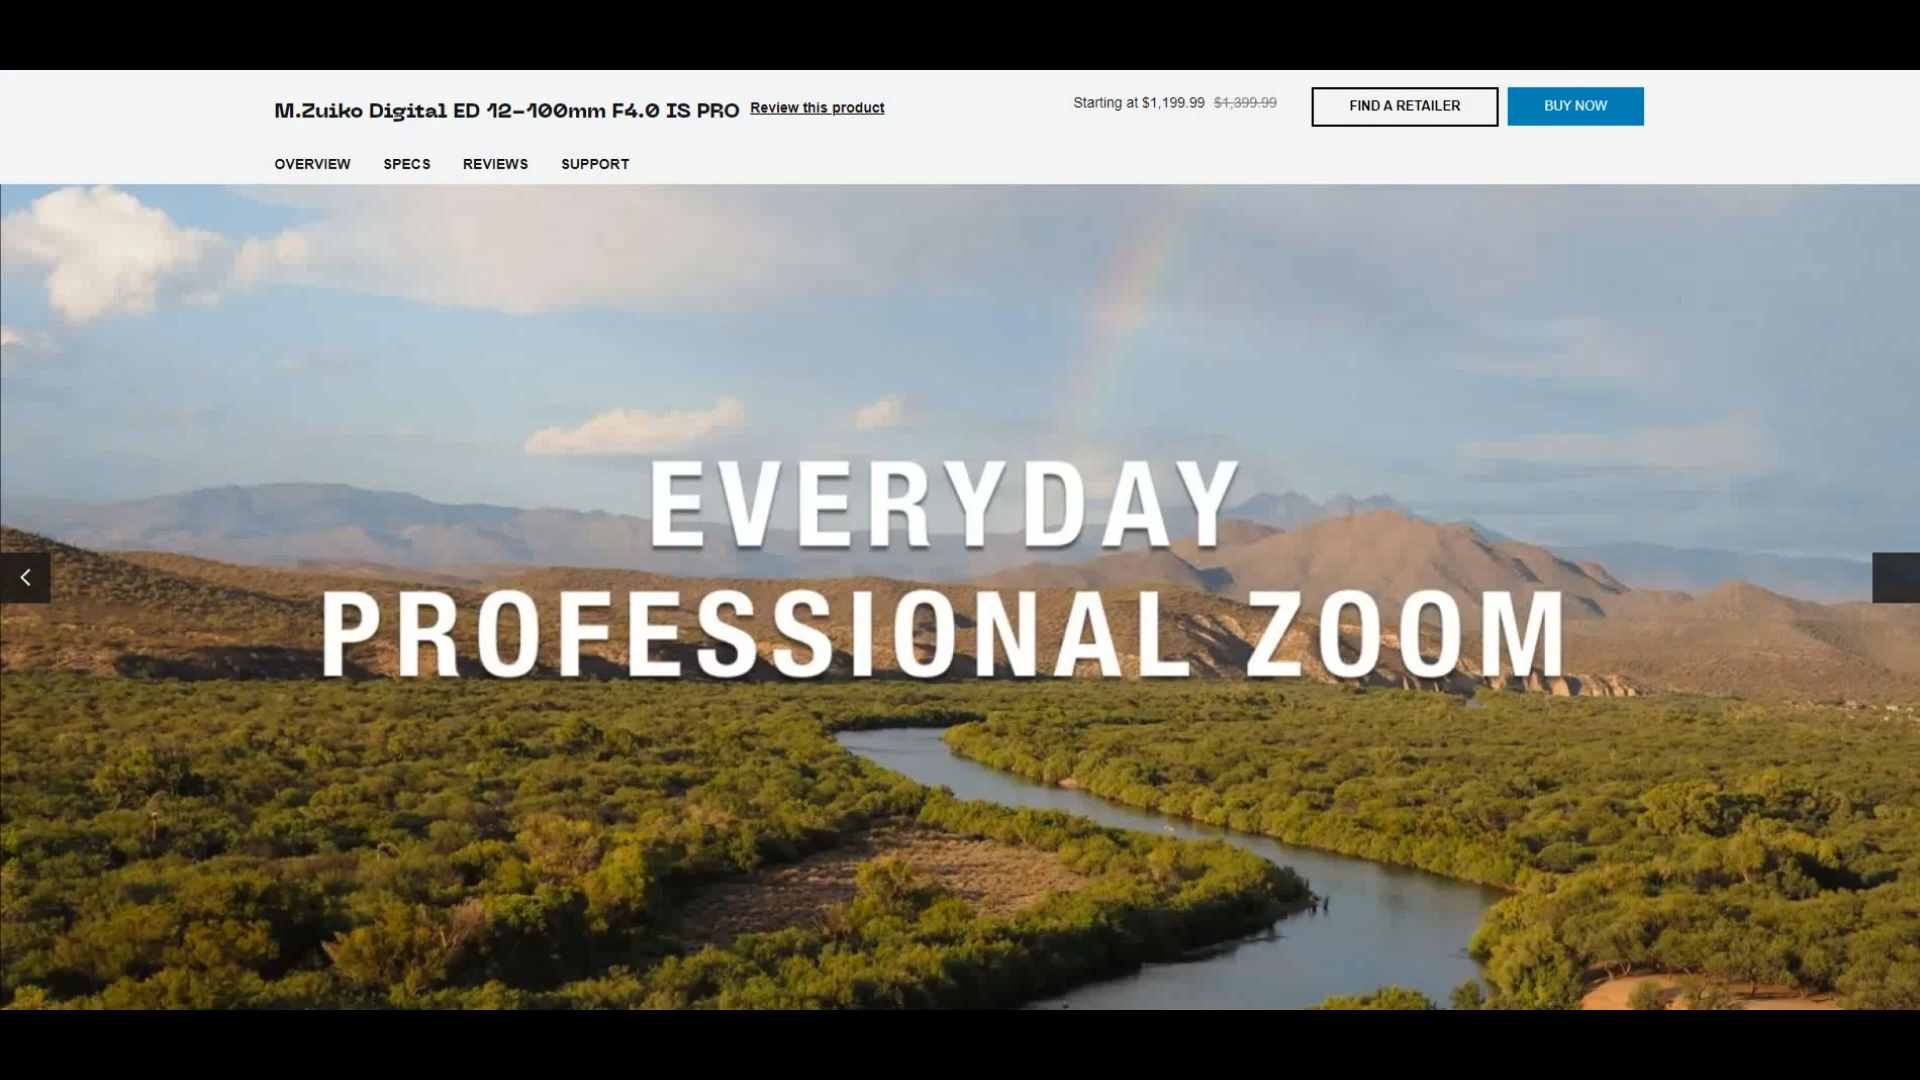 M.Zuiko Digital ED 12-100mm F4.0 IS PRO Review this product Starting at $1,199.99 $1,399.99 FIND A RETAILER BUY NOW
OVERVIEW SPECS REVIEWS SUPPORT
EVERYDAY
PROFESSIONAL ZOOM